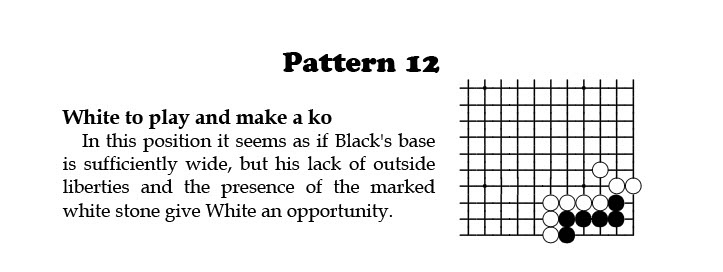 Pattern 12
White to play and make a ko
In this position it seems as if Black's base
is sufficiently wide, but his lack of outside
liberties and the presence of the marked
white stone give White an opportunity.